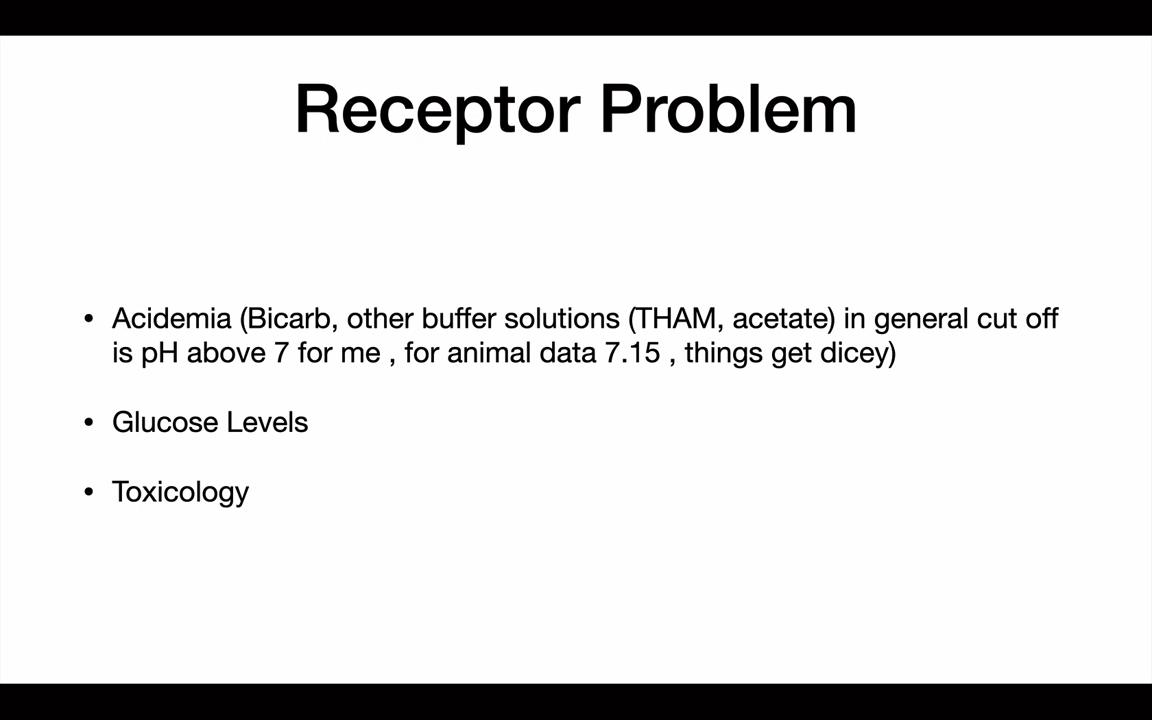 Receptor Problem
• Acidemia (Bicarb, other buffer solutions (THAM, acetate) in general cut off
is pH above 7 for me , for animal data 7.15 , things get dicey)
• Glucose Levels
• Toxicology